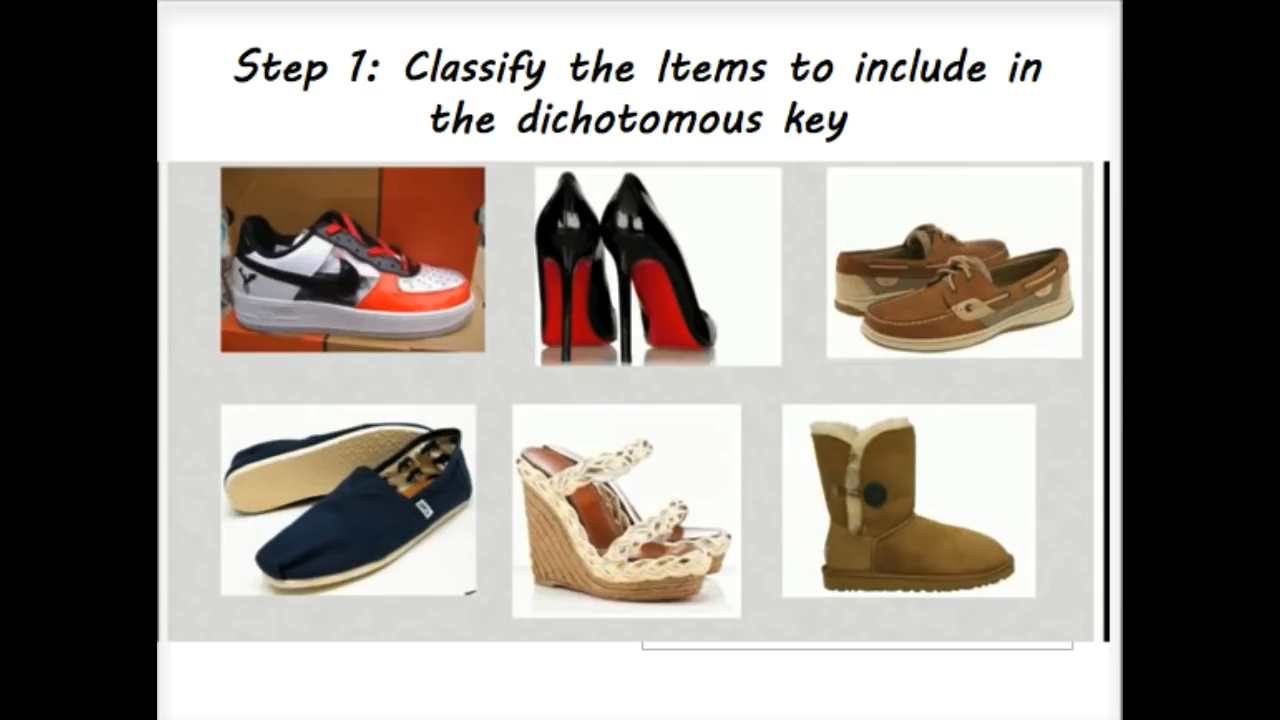 Step 1: Classify the Items to include in
the dichotomous key